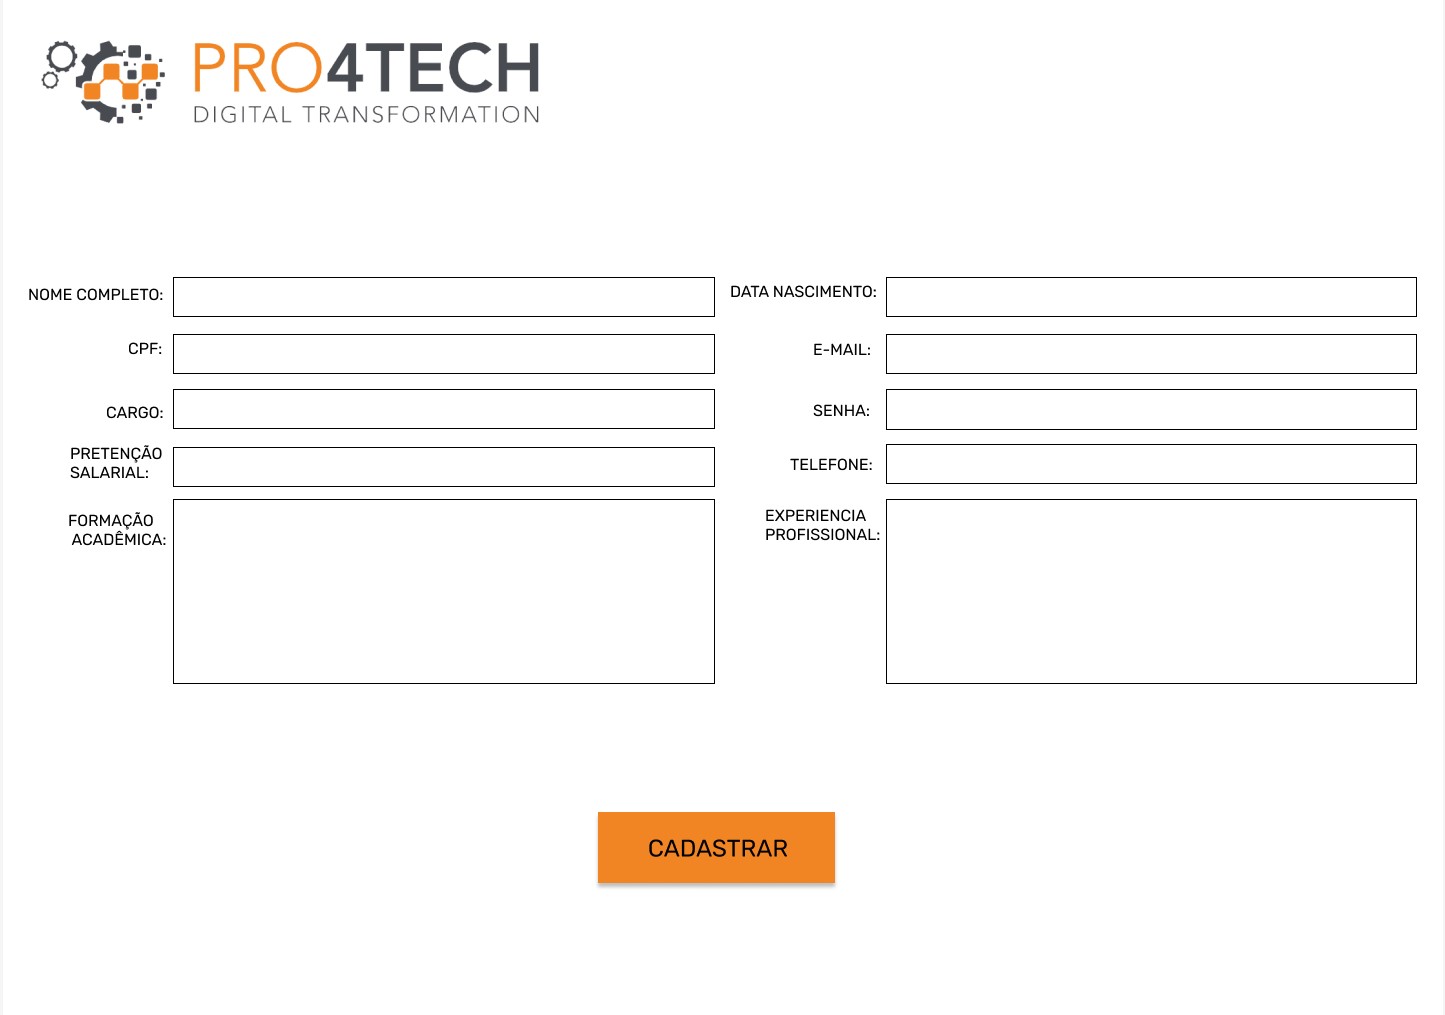 PRO4TECH
DIGITAL TRANSFORMATION
NOME COMPLETO:
DATA NASCIMENTO:
CPF:
E-MAIL:
CARGO:
SENHA:
PRETENÇÃO
SALARIAL:
TELEFONE:
FORMAÇÃO
ACADÊMICA:
EXPERIENCIA
PROFISSIONAL:
CADASTRAR